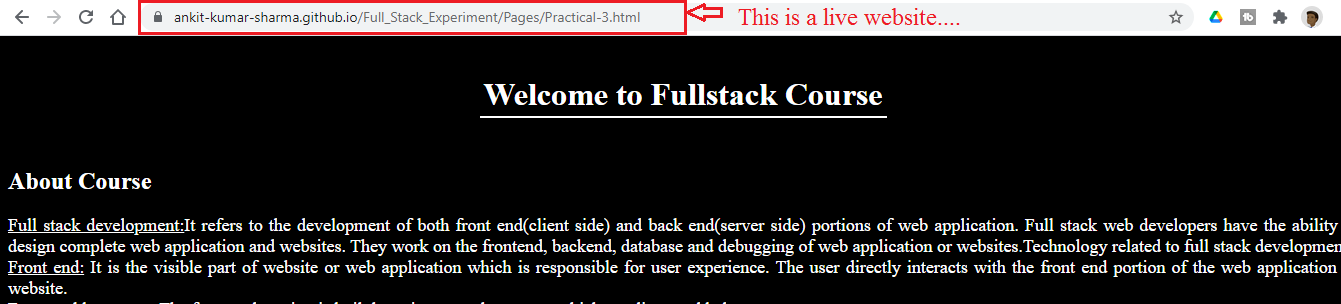 ankit-kumar-sharma.github.io/Full_Stack_Experiment/Pages/Practical-3.html This is a live website....
Welcome to Fullstack Course
About Course
Full stack development:It refers to the development of both front end(client side) and back end(server side) portions of web application. Full stack web developers have the ability
design complete web application and websites. They work on the frontend, backend, database and debugging of web application or websites.Technology related to full stack developmen
Front end: It is the visible part of website or web application which is responsible for user experience. The user directly interacts with the front end portion of the web application
website.